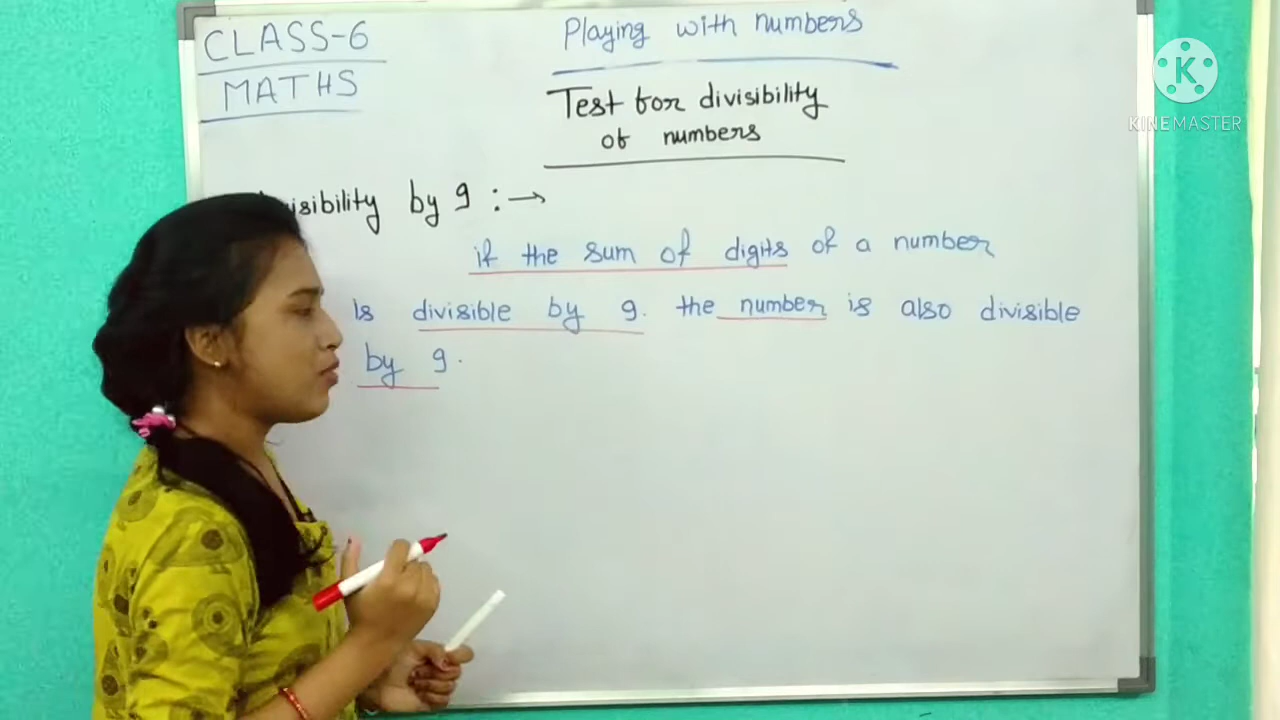 CLASS-6
MATHS
Playing with numbers
Test for divisibility
of numbers
by 9 :→
if the sum of digits of a number
is divisible by 9. the number is also divisible
by 9.
K
KINEMASTER